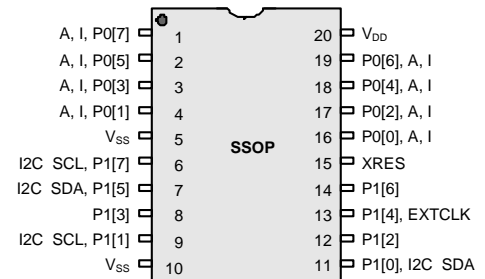 A, I, P0[7] 1 20 VDD
A, I, P0[5] 2 19 P0[6], A, I
A, I, P0[3] 3 18 P0[4], A, I
A, I, P0[1] 4 17 P0[2], A, I
VSS 5 16 P0[0], A, I
SSOP
I2C SCL, P1[7] 6 15 XRES
I2C SDA, P1[5] 7 14 P1[6]
P1[3] 8 13 P1[4], EXTCLK
I2C SCL, P1[1] 9 12 P1[2]
VSS 10 11 P1[0], I2C SDA